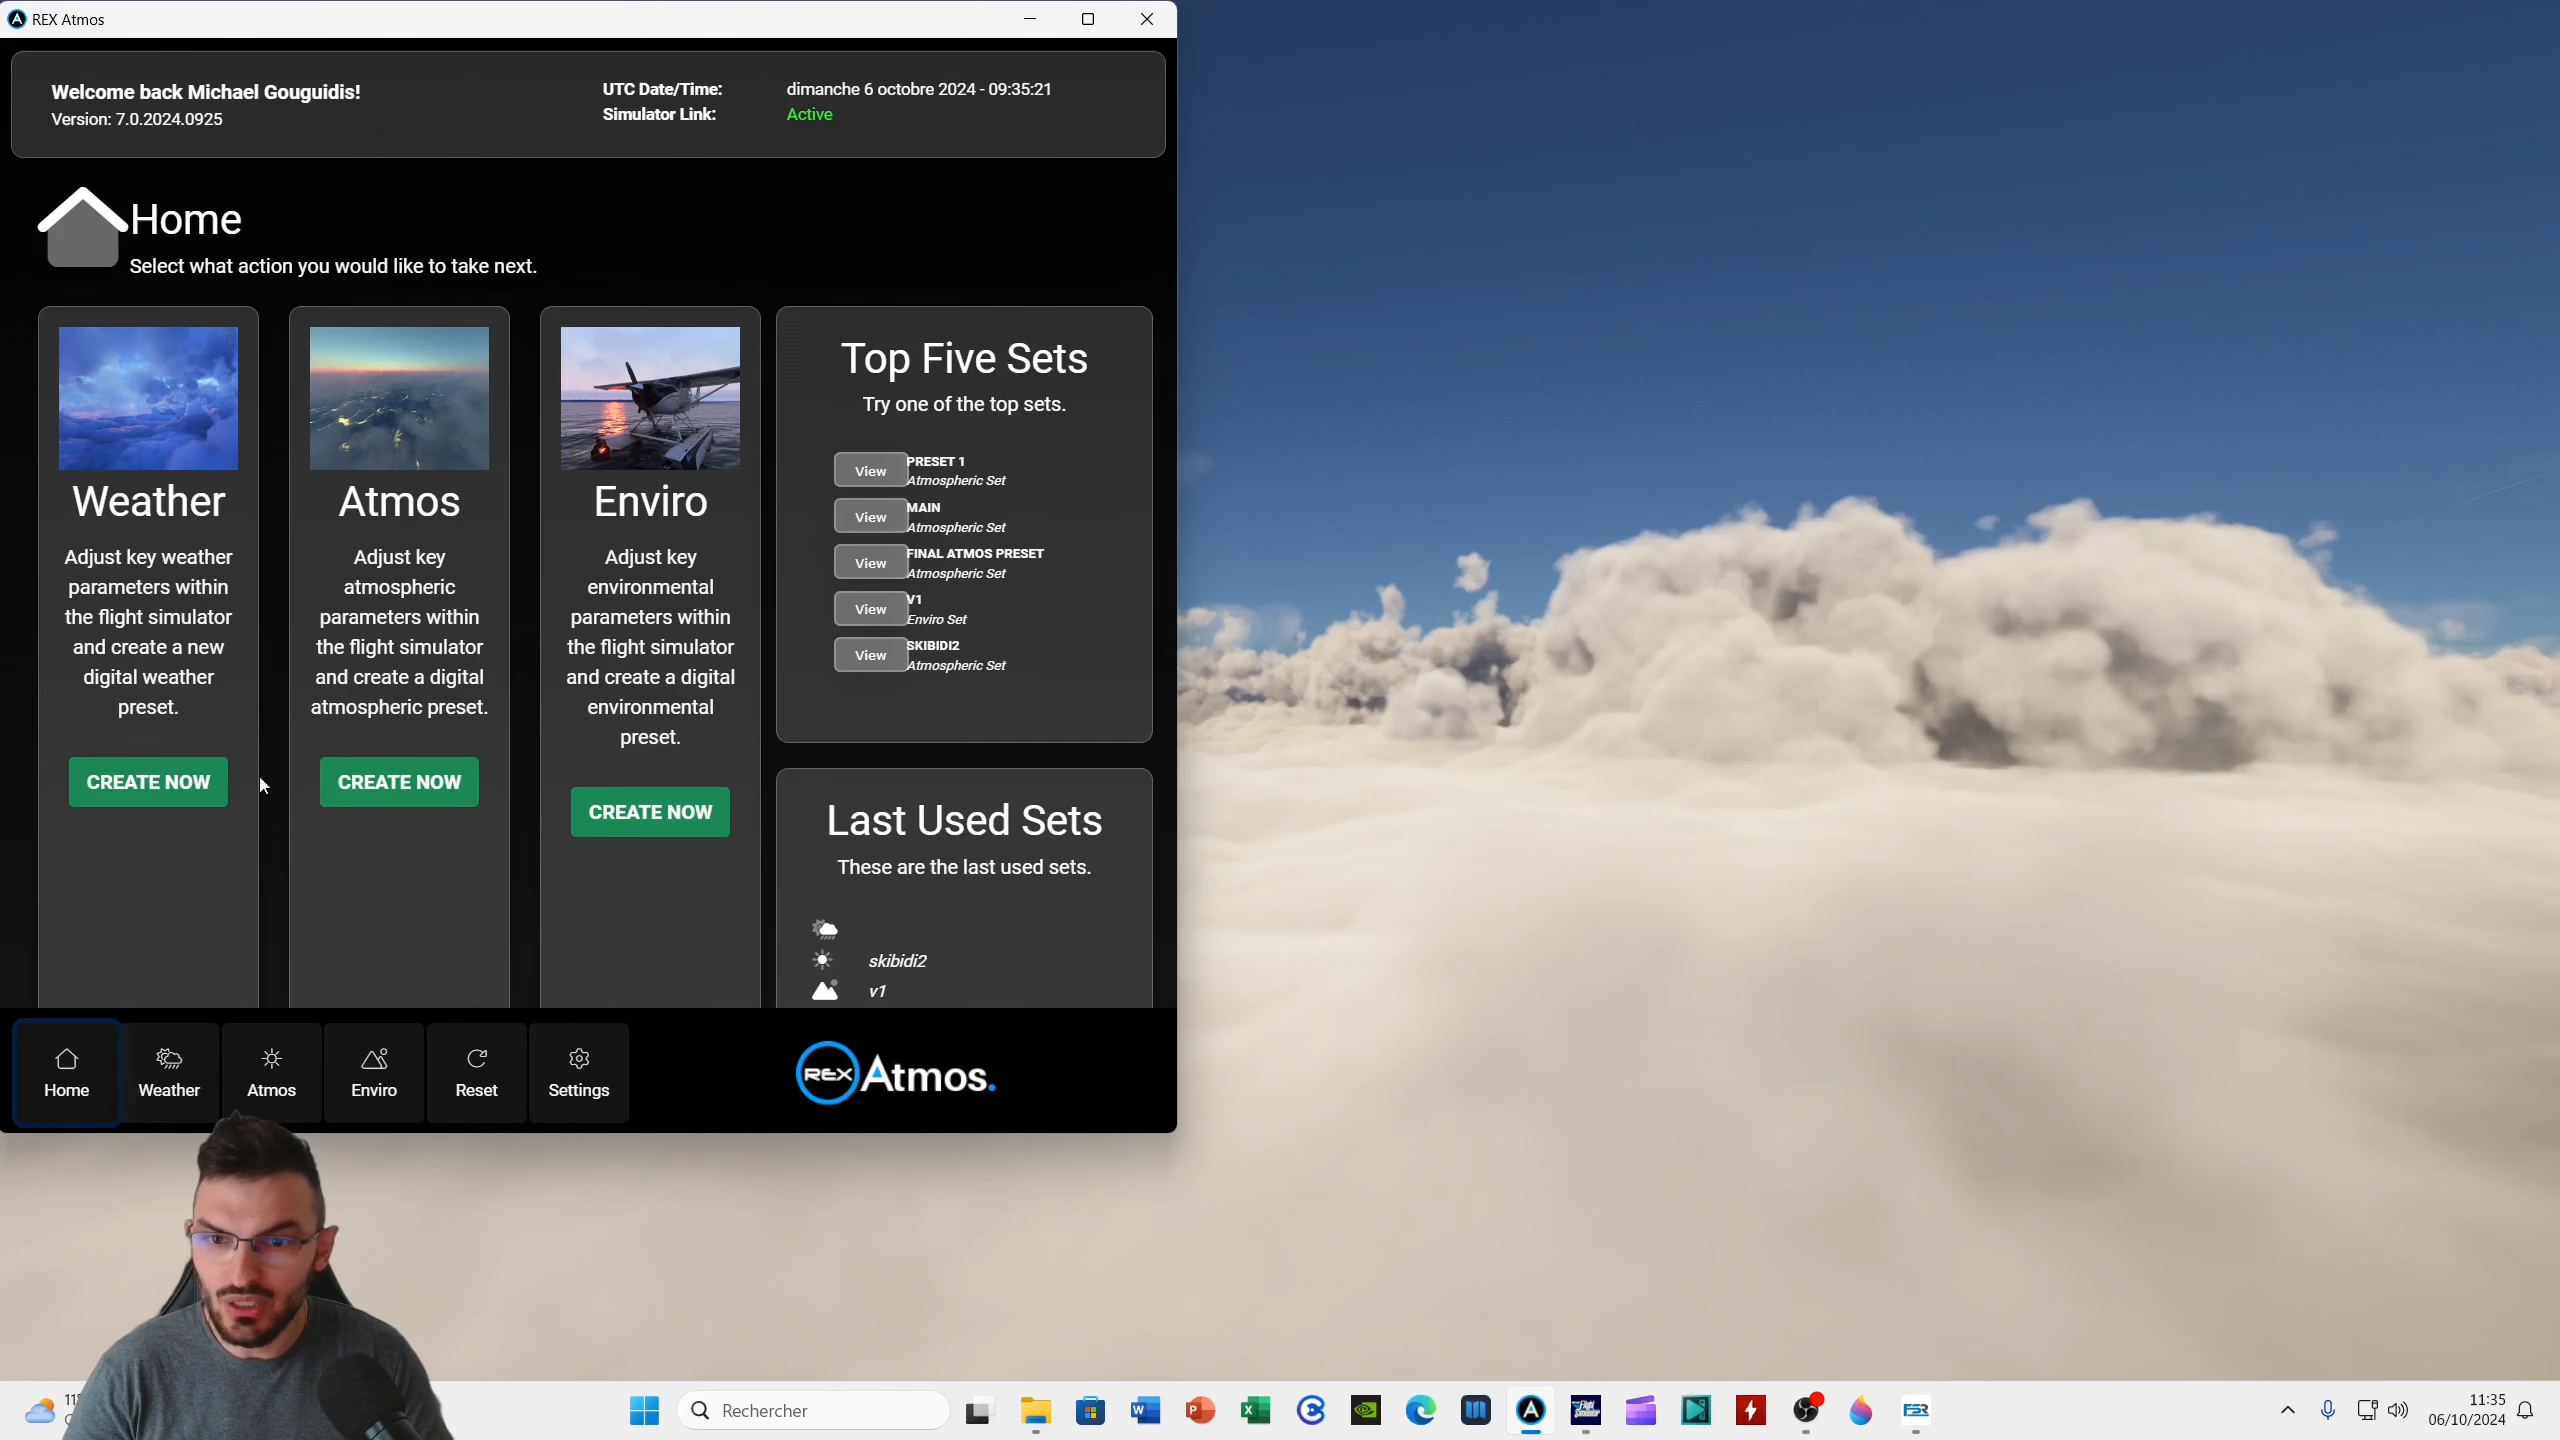 REX Atmos
Welcome back Michael Gouguidis!
Version: 7.0.2024.0925
UTC Date/Time: dimanche 6 octobre 2024 - 09:35:21
Simulator Link: Active
Home
Select what action you would like to take next.
Weather
Adjust key weather
parameters within
the flight simulator
and create a new
digital weather
preset.
CREATE NOW
Atmos
Adjust key
atmospheric
parameters within
the flight simulator
and create a digital
atmospheric preset.
CREATE NOW
Enviro
Adjust key
environmental
parameters within
the flight simulator
and create a digital
environmental
preset.
CREATE NOW
Top Five Sets
Try one of the top sets.
View PRESET 1
Atmospheric Set
View MAIN
Atmospheric Set
View FINAL ATMOS PRESET
Atmospheric Set
View V1
Enviro Set
View SKIBIDI2
Atmospheric Set
Last Used Sets
These are the last used sets.
skibidi2
v1
Home Weather Atmos Enviro Reset Settings
REX Atmos.
Rechercher
11:35
06/10/2024